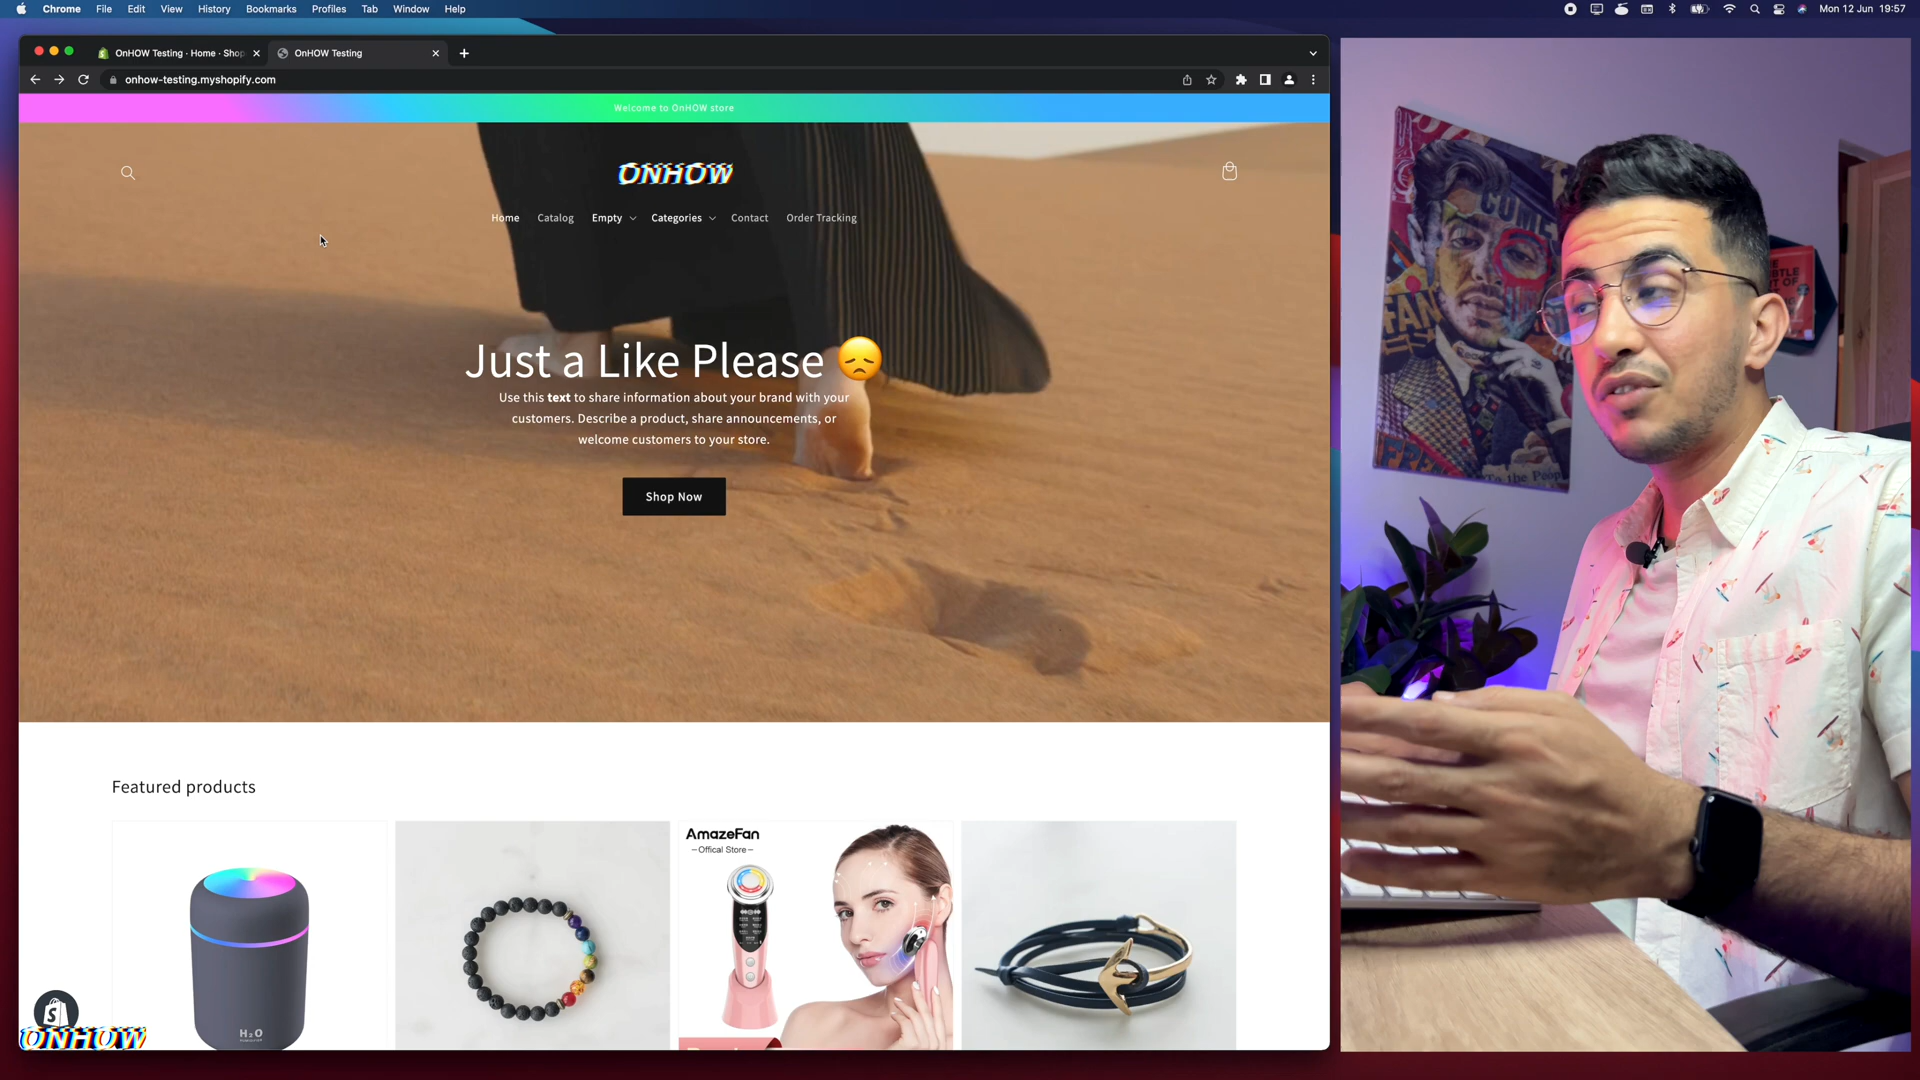 Chrome File Edit View History Bookmarks Profiles Tab Window Help
Mon 12 Jun 19:57
OnHOW Testing · Home · Shop
OnHOW Testing
onhow-testing.myshopify.com
Welcome to OnHOW store
ONHOW
Home Catalog Empty Categories Contact Order Tracking
Just a Like Please
Use this text to share information about your brand with your
customers. Describe a product, share announcements, or
welcome customers to your store.
Shop Now
Featured products
AmazeFan
Offical Store
H2O
ONHOW
To the Peop